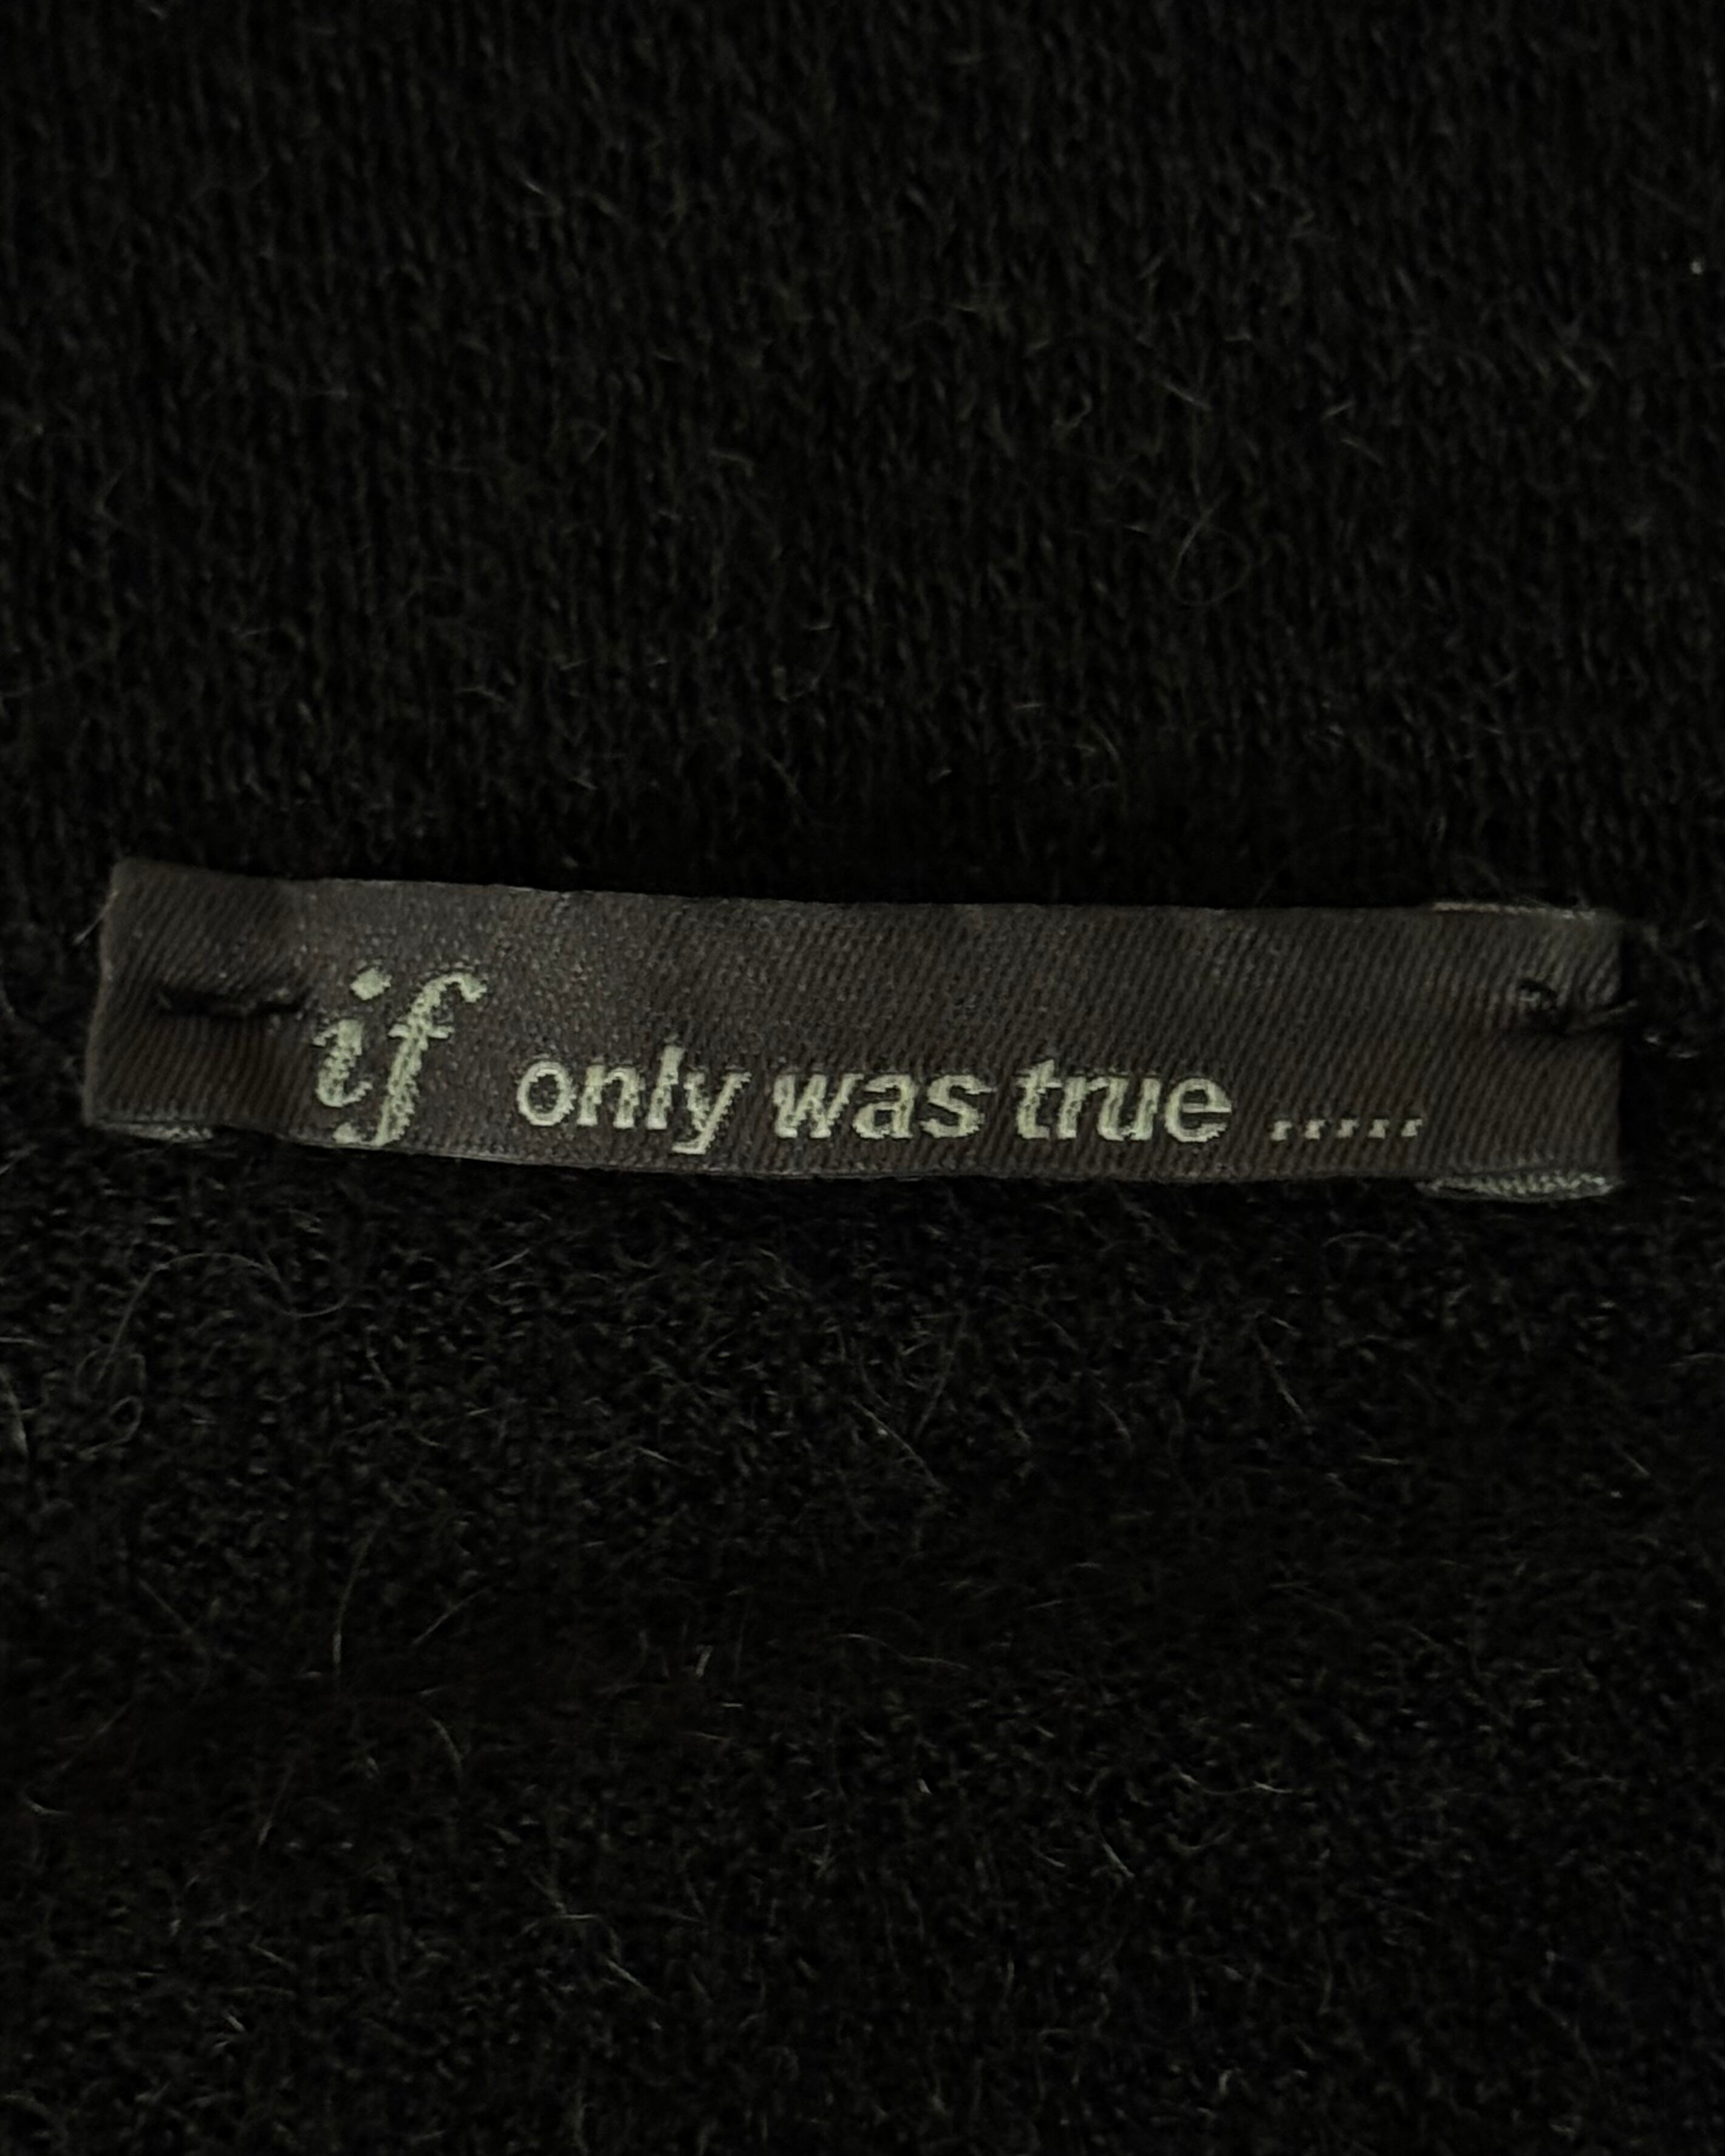 if only was true .....